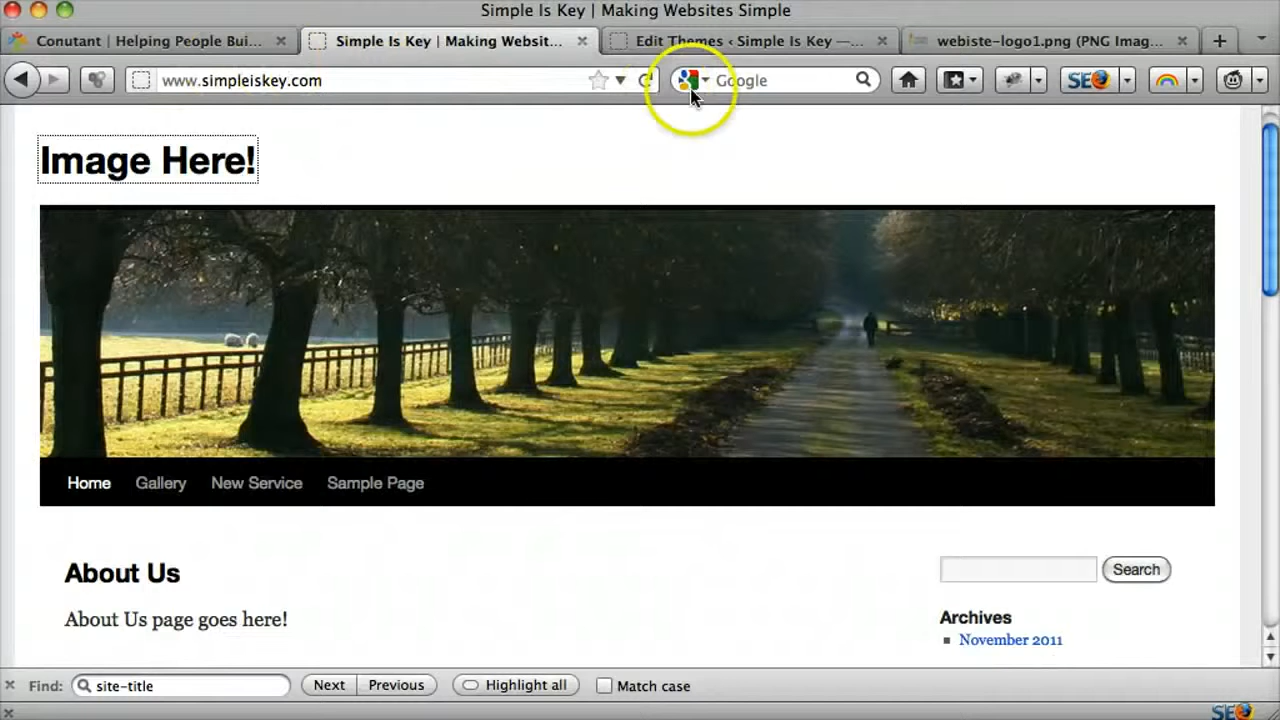 Simple Is Key | Making Websites Simple
Conutant | Helping People Bui...
Simple Is Key | Making Websit...
Edit Themes ‹ Simple Is Key —...
webiste-logo1.png (PNG Imag...
www.simpleiskey.com
Google
SEO
Image Here!
Home Gallery New Service Sample Page
About Us
About Us page goes here!
Search
Archives
November 2011
Find: site-title Next Previous Highlight all Match case
SEO